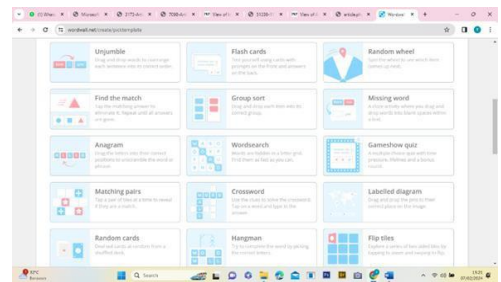 wordwall.net/create/picktemplate
Unjumble
Drag and drop words to rearrange
each sentence into its correct order.
Flash cards
Test yourself using cards with
prompts on the front and answers
on the back.
Random wheel
Spin the wheel to see which item
comes up next.
Find the match
Tap the matching answer to
eliminate it. Repeat until all answers
are gone.
Group sort
Drag and drop each item into its
correct group.
Missing word
A cloze activity where you drag and
drop words into blank spaces within
a text.
Anagram
Drag the letters into their correct
positions to unscramble the word or
phrase.
Wordsearch
Words are hidden in a letter grid.
Find them as fast as you can.
Gameshow quiz
A multiple choice quiz with time
pressure, lifelines and a bonus
round.
Matching pairs
Tap a pair of tiles at a time to reveal
if they are a match.
Crossword
Use the clues to solve the crossword.
Tap on a word and type in the
answer.
Labelled diagram
Drag and drop the pins to their
correct place on the image.
Random cards
Deal out cards at random from a
shuffled deck.
Hangman
Try to complete the word by picking
the correct letters.
Flip tiles
Explore a series of two sided tiles by
tapping to zoom and swiping to flip.
Search
15:21
07/02/2024